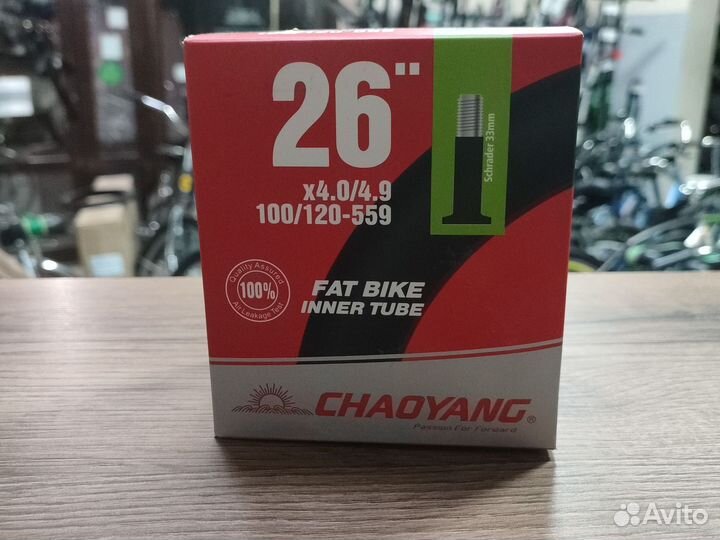 26"
x4.0/4.9
100/120-559
Schrader 33mm
Quality Assured
100%
Air Leakage Test
FAT BIKE
INNER TUBE
CHAOYANG®
Passion For Forward
Avito